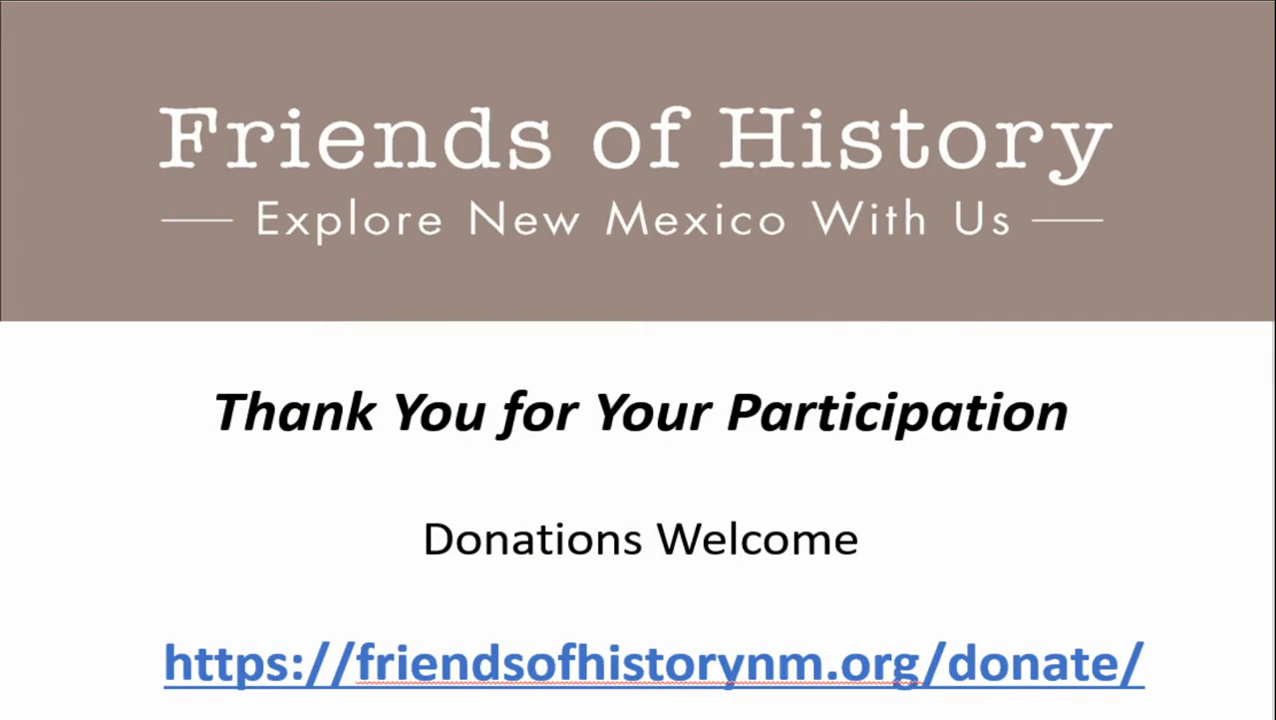 Friends of History
Explore New Mexico With Us
Thank You for Your Participation
Donations Welcome
https://friendsofhistorynm.org/donate/